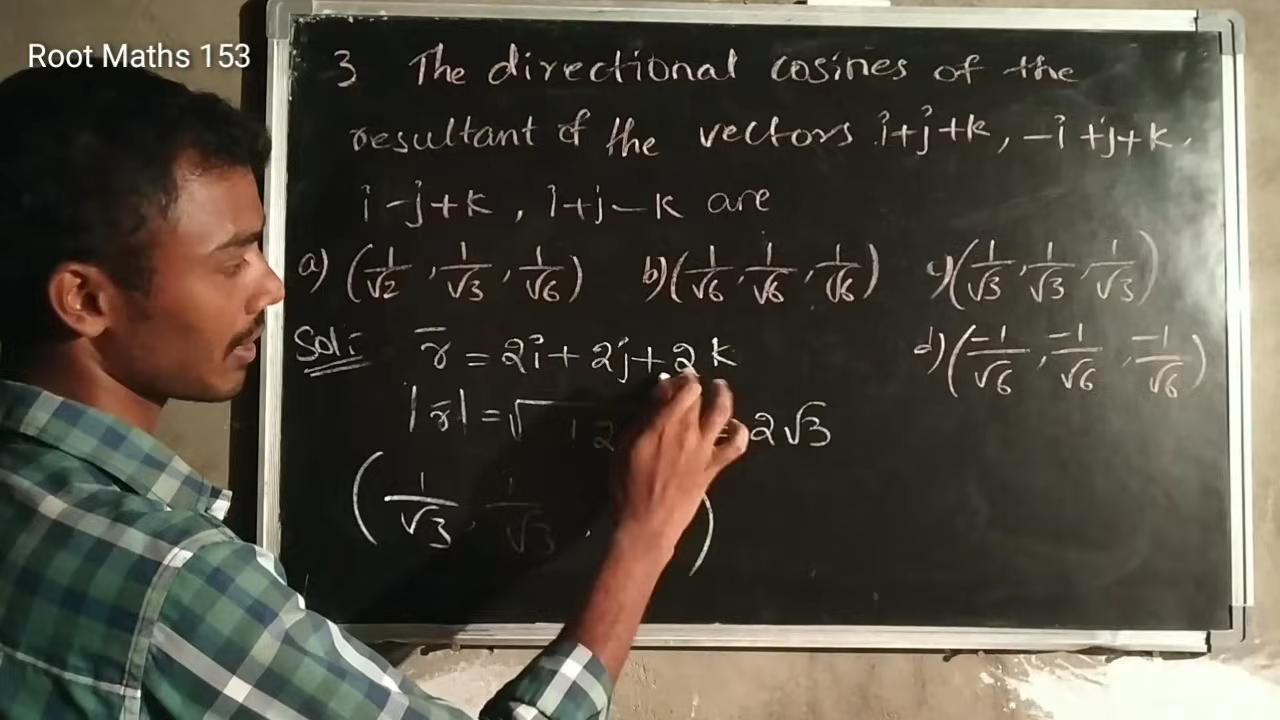 Root Maths 153
3 The directional cosines of the
resultant of the vectors i+j+k, -i+j+k,
i-j+k, i+j-k are
a) (1/√2, 1/√3, 1/√6) b) (1/√6, 1/√6, 1/√6) c) (1/√3, 1/√3, 1/√3)
Sol: r̄ = 2i + 2j + 2k d) (-1/√6, -1/√6, -1/√6)
|r̄| = √ 12 = 2√3
(1/√3, 1/√3, )